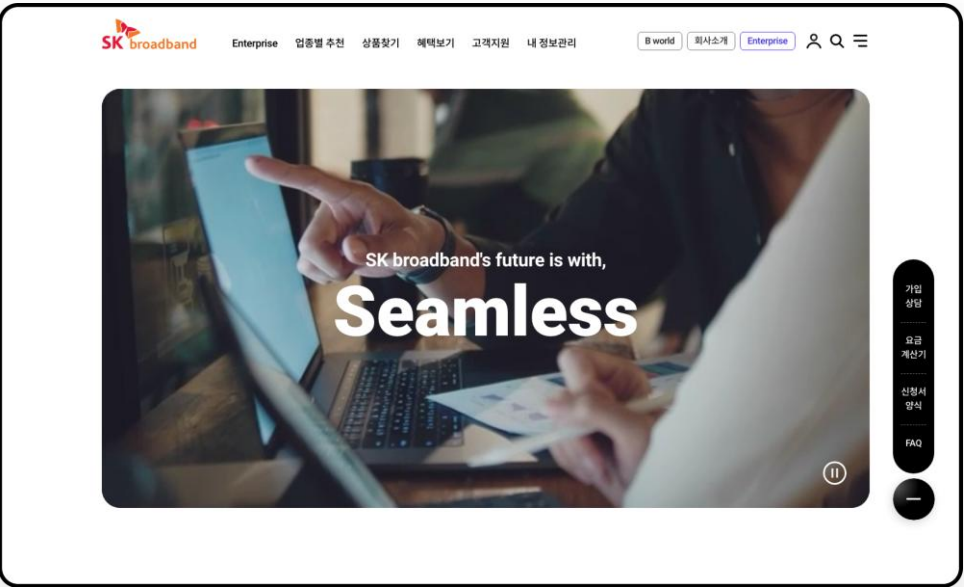 SK broadband
Enterprise 업종별 추천 상품찾기 혜택보기 고객지원 내 정보관리
B world 회사소개 Enterprise
SK broadband's future is with,
Seamless
가입
상담
요금
계산기
신청서
양식
FAQ